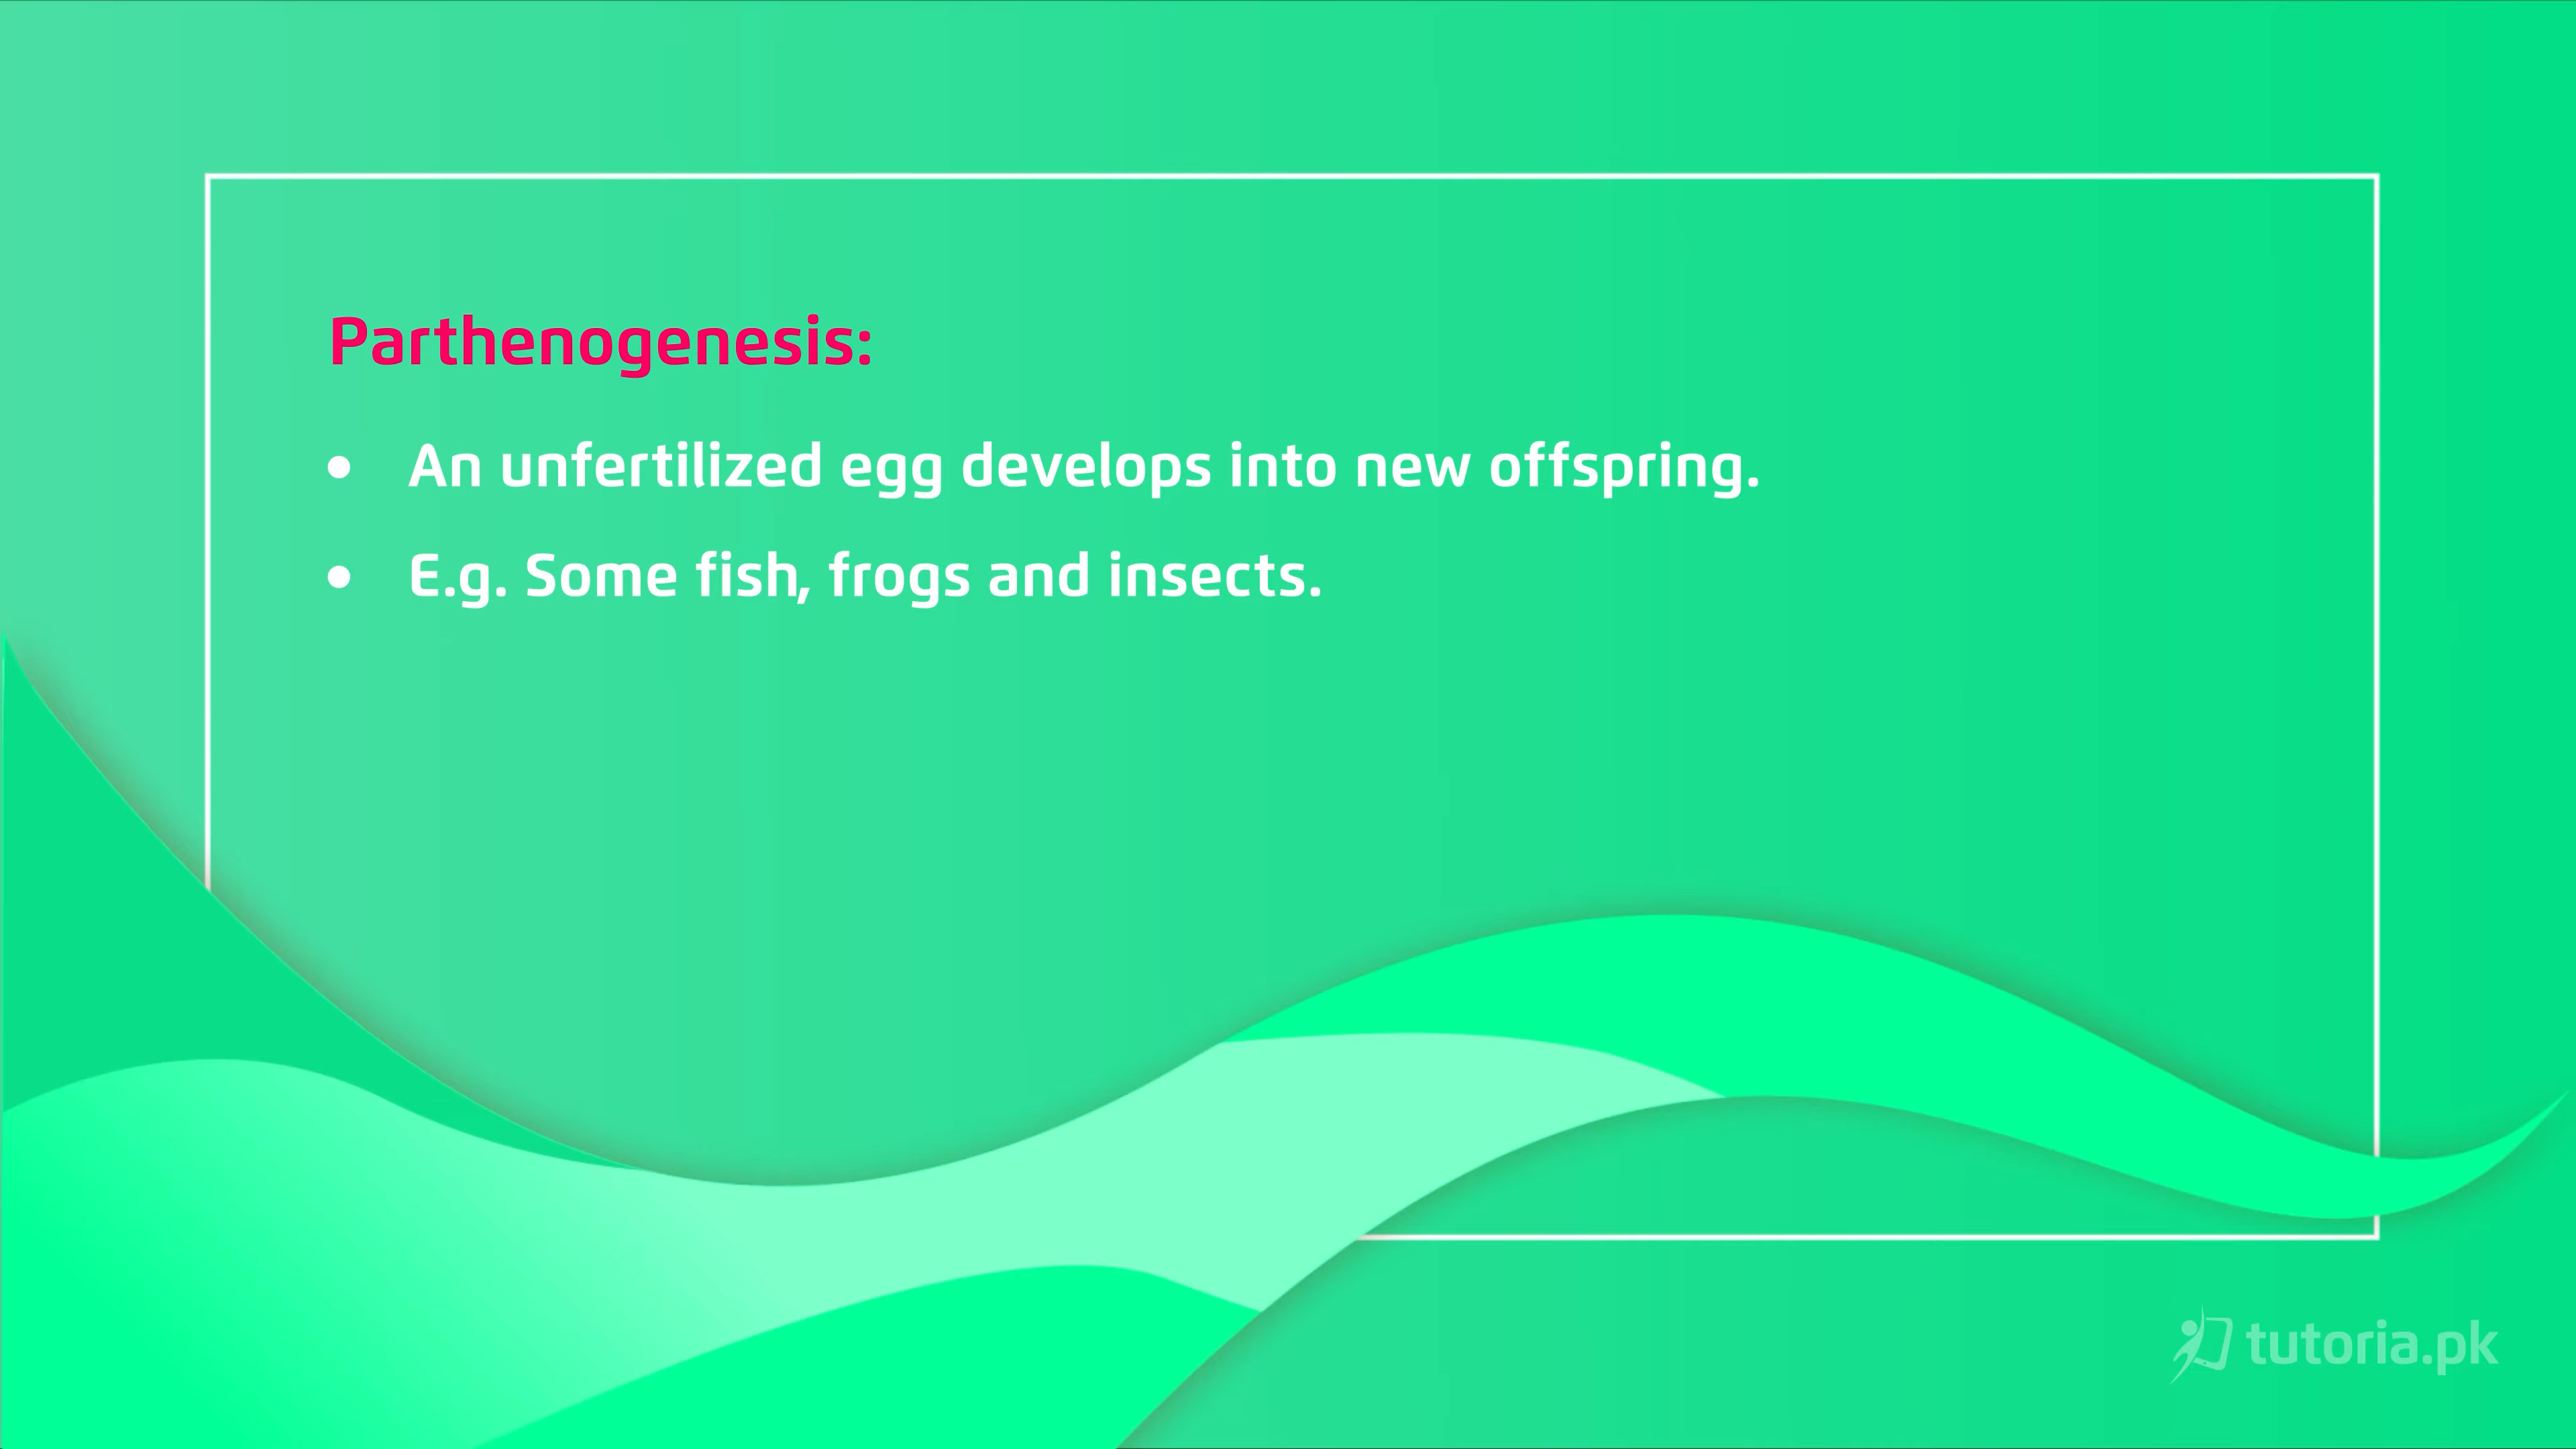 Parthenogenesis:
• An unfertilized egg develops into new offspring.
• E.g. Some fish, frogs and insects.
tutoria.pk